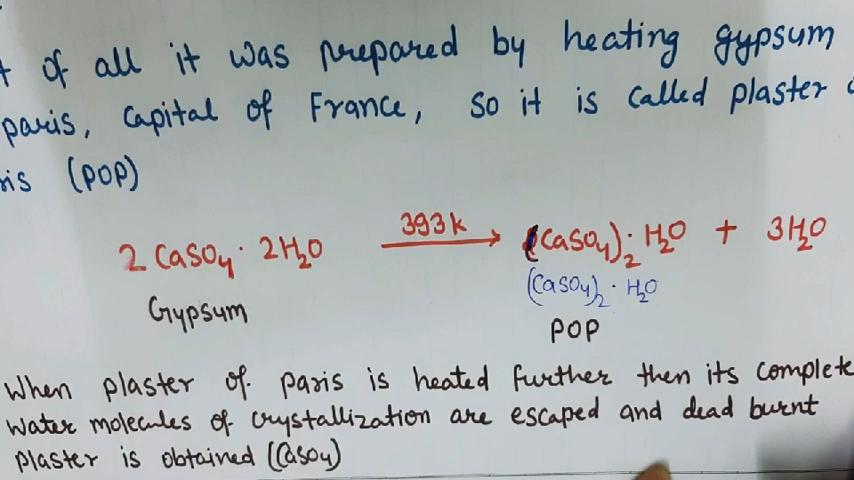 of all it was prepared by heating gypsum
paris, capital of France, so it is called plaster
(POP)
2 CaSO₄ · 2H₂O 393K → (CaSO₄)₂ · H₂O + 3H₂O
(CaSO₄)₂ · H₂O
Gypsum
POP
When plaster of paris is heated further then its complete
water molecules of crystallization are escaped and dead burnt
plaster is obtained (CaSO₄)